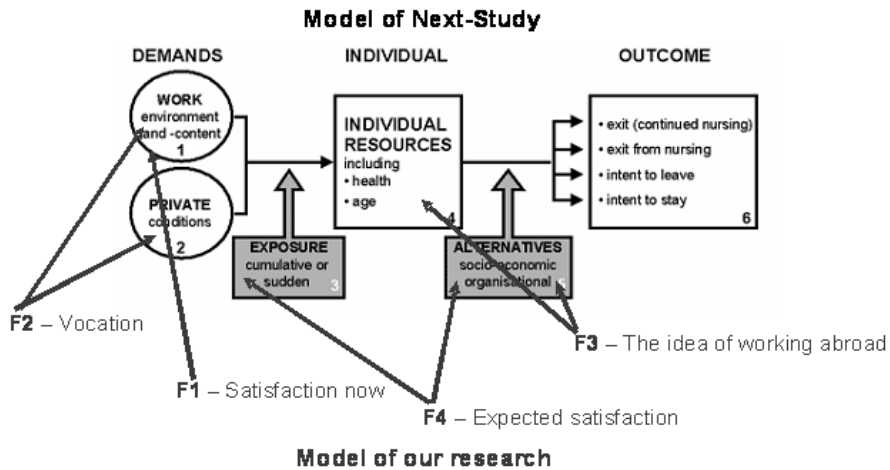 Model of Next-Study
DEMANDS
INDIVIDUAL
OUTCOME
WORK
environment
and -content
1
PRIVATE
conditions
2
EXPOSURE
cumulative or
sudden
3
INDIVIDUAL
RESOURCES
including
• health
• age
4
ALTERNATIVES
socio-economic
organisational
5
• exit (continued nursing)
• exit from nursing
• intent to leave
• intent to stay
6
F2 – Vocation
F3 – The idea of working abroad
F1 – Satisfaction now
F4 – Expected satisfaction
Model of our research